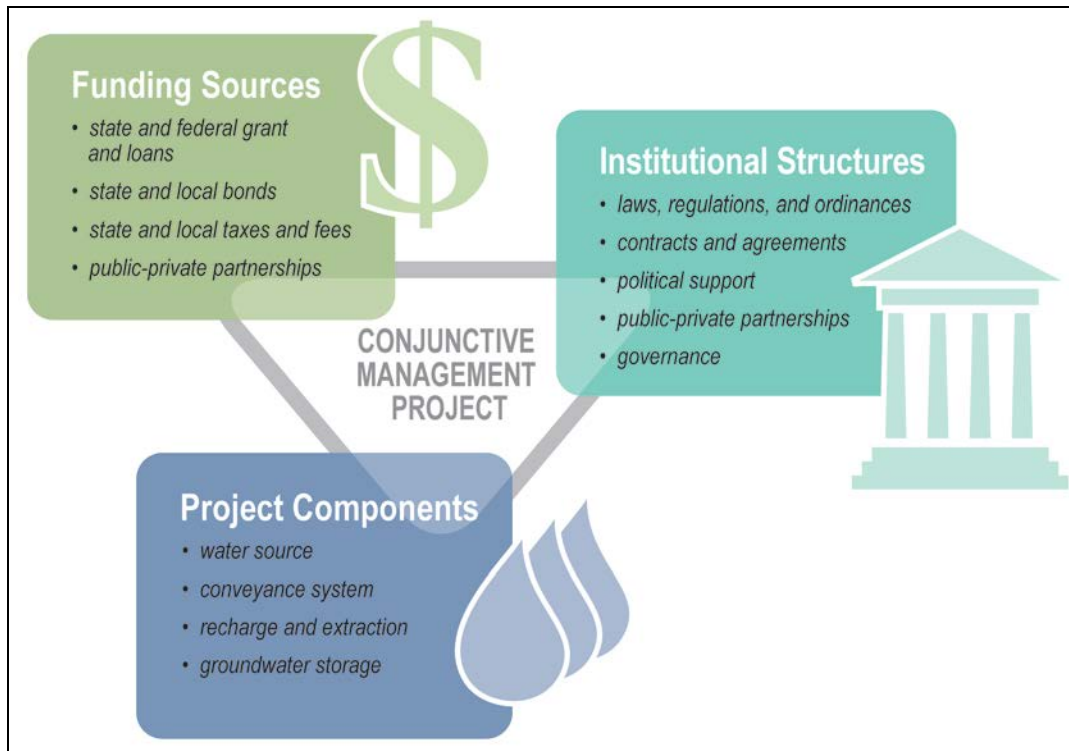 Funding Sources
• state and federal grant
and loans
• state and local bonds
• state and local taxes and fees
• public-private partnerships
$
Institutional Structures
• laws, regulations, and ordinances
• contracts and agreements
• political support
• public-private partnerships
• governance
CONJUNCTIVE
MANAGEMENT
PROJECT
Project Components
• water source
• conveyance system
• recharge and extraction
• groundwater storage